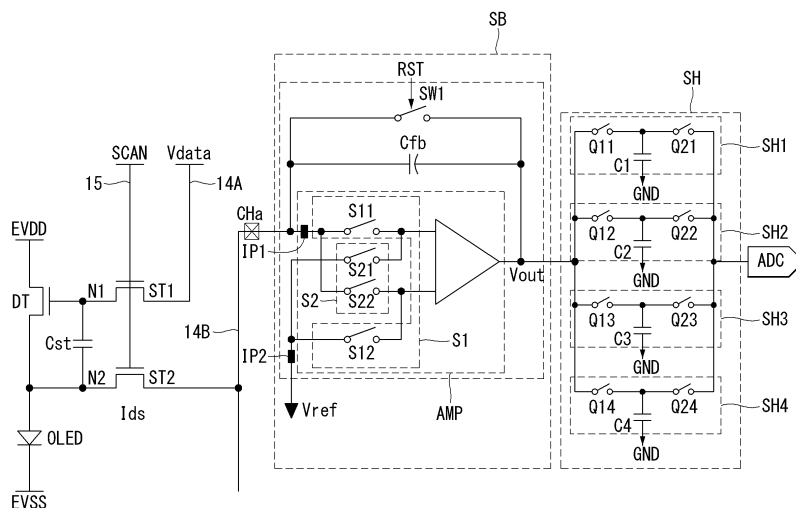 SB
RST
SW1
SH
Cfb
Q11
Q21
C1
GND
SH1
SCAN
Vdata
15
14A
CHa
IP1
S11
S21
S2
S22
S12
S1
IP2
Vref
AMP
Vout
Q12
Q22
C2
GND
SH2
ADC
EVDD
DT
N1
ST1
Cst
14B
N2
ST2
Ids
OLED
EVSS
Q13
Q23
C3
GND
SH3
Q14
Q24
C4
GND
SH4